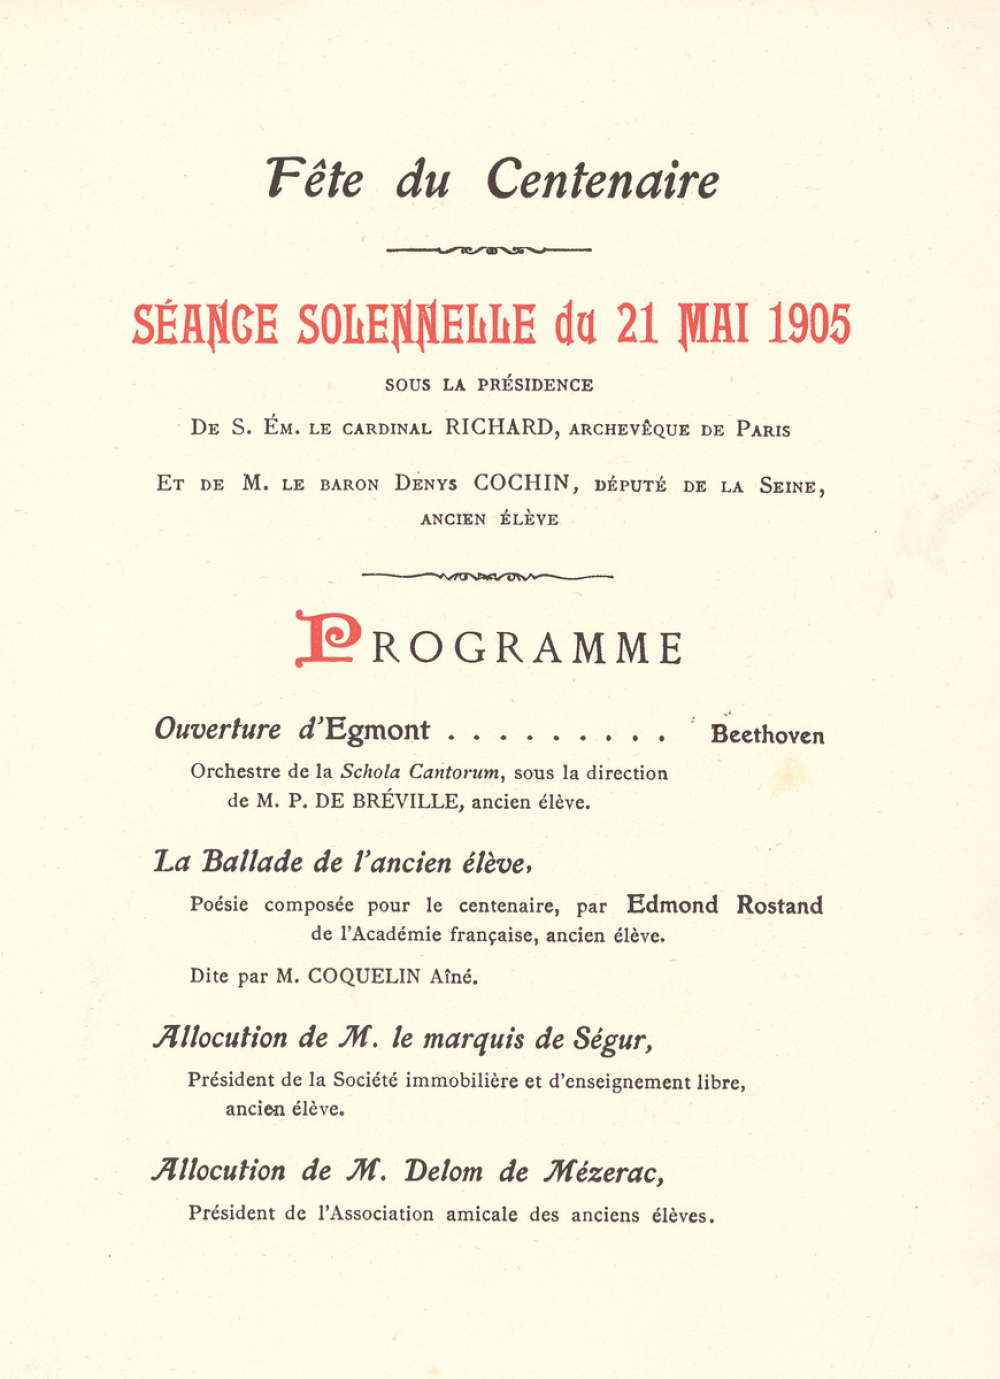 Fête du Centenaire
SÉANCE SOLENNELLE du 21 MAI 1905
SOUS LA PRÉSIDENCE
DE S. ÉM. LE CARDINAL RICHARD, ARCHEVÊQUE DE PARIS
ET DE M. LE BARON DENYS COCHIN, DÉPUTÉ DE LA SEINE,
ANCIEN ÉLÈVE
PROGRAMME
Ouverture d'Egmont . . . . . . . . . Beethoven
Orchestre de la Schola Cantorum, sous la direction
de M. P. DE BRÉVILLE, ancien élève.
La Ballade de l'ancien élève,
Poésie composée pour le centenaire, par Edmond Rostand
de l'Académie française, ancien élève.
Dite par M. COQUELIN Aîné.
Allocution de M. le marquis de Ségur,
Président de la Société immobilière et d'enseignement libre,
ancien élève.
Allocution de M. Delom de Mézerac,
Président de l'Association amicale des anciens élèves.